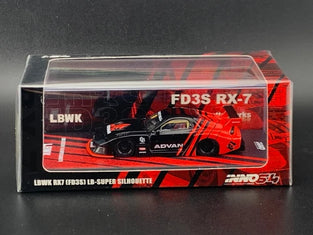 FD3S RX-7
LBWK
ADVAN
LBWK RX7 (FD3S) LB-SUPER SILHOUETTE
INNO64